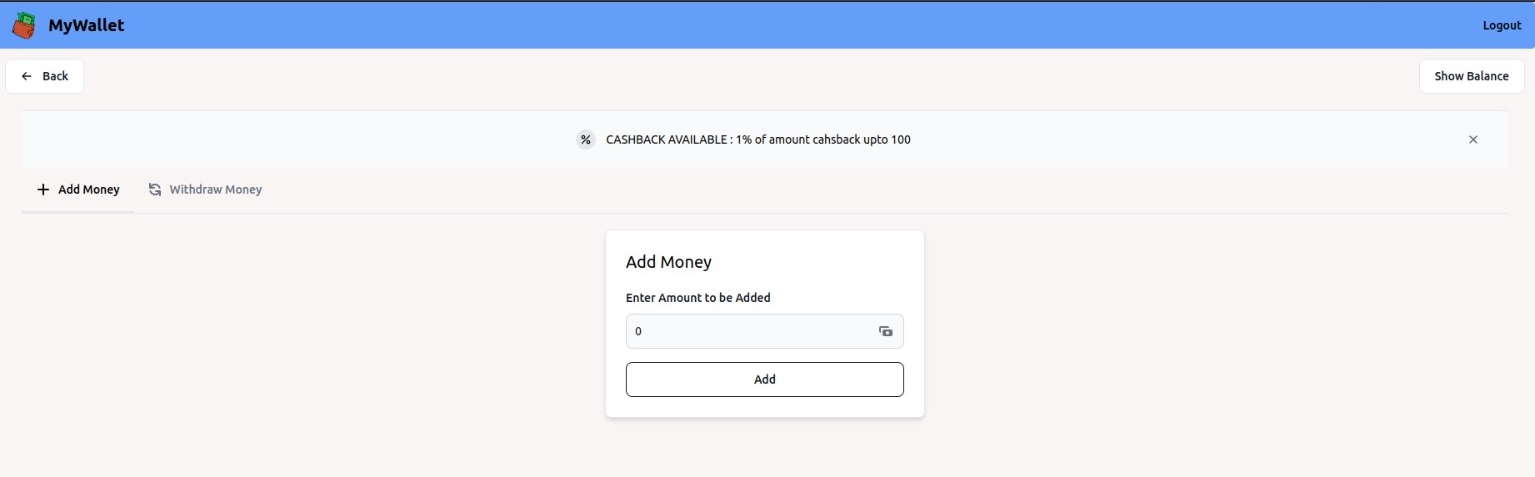 MyWallet
Logout
Back
Show Balance
% CASHBACK AVAILABLE : 1% of amount cahsback upto 100
Add Money
Withdraw Money
Add Money
Enter Amount to be Added
0
Add